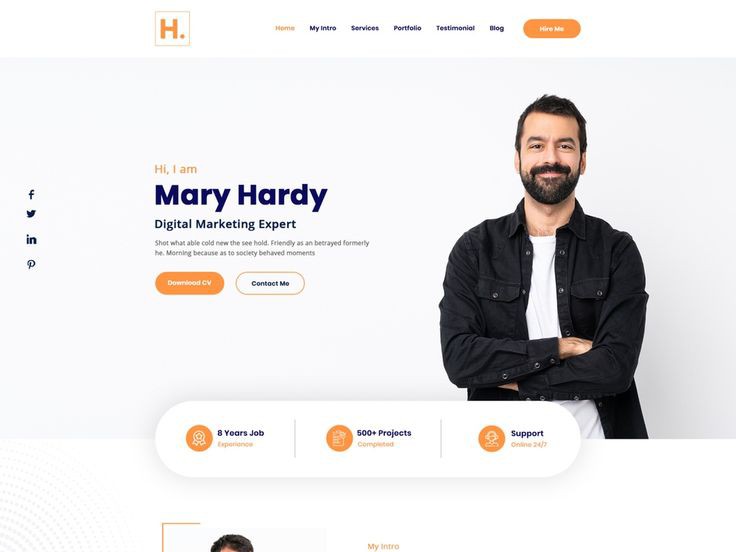 H.
Home My Intro Services Portfolio Testimonial Blog Hire Me
Hi, I am
Mary Hardy
Digital Marketing Expert
Shot what able cold new the see hold. Friendly as an betrayed formerly
he. Morning because as to society behaved moments
Download CV Contact Me
8 Years Job
Experience
500+ Projects
Completed
Support
Online 24/7
My Intro